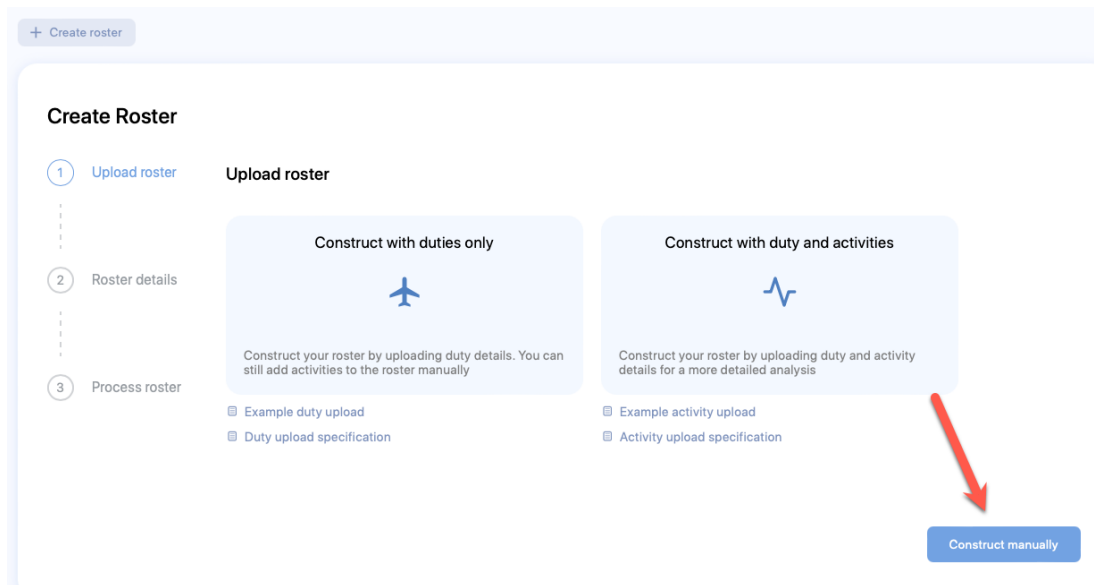 + Create roster
Create Roster
1 Upload roster
2 Roster details
3 Process roster
Upload roster
Construct with duties only
Construct your roster by uploading duty details. You can
still add activities to the roster manually
Example duty upload
Duty upload specification
Construct with duty and activities
Construct your roster by uploading duty and activity
details for a more detailed analysis
Example activity upload
Activity upload specification
Construct manually